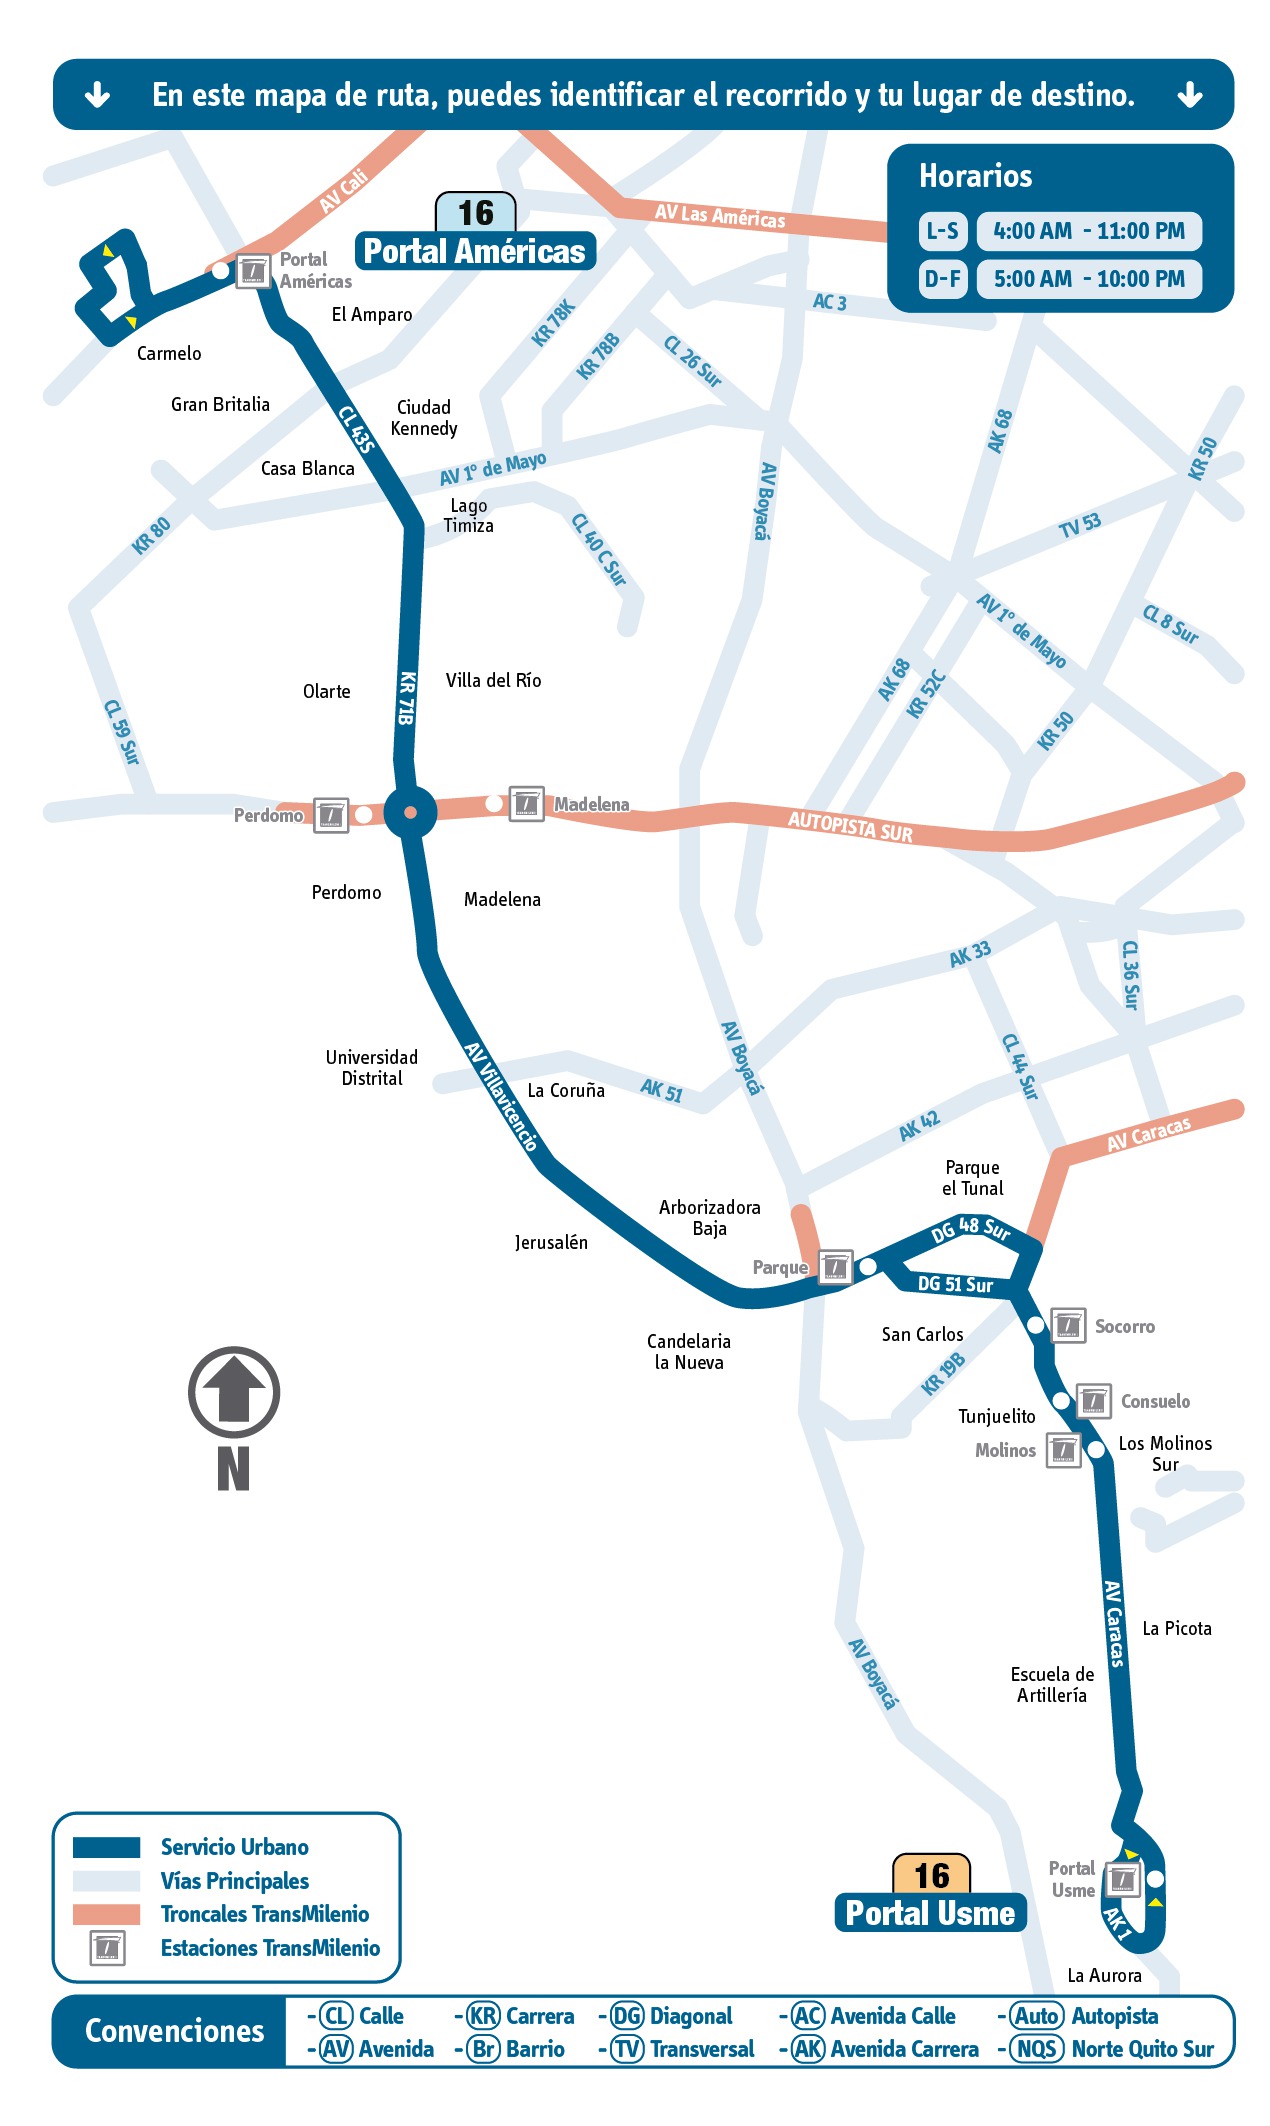 En este mapa de ruta, puedes identificar el recorrido y tu lugar de destino.
Horarios
L-S 4:00 AM - 11:00 PM
D-F 5:00 AM - 10:00 PM
AV Cali
16
Portal Américas
AV Las Américas
Portal
Américas
El Amparo
AC 3
KR 78K
KR 78B
CL 26 Sur
Carmelo
Gran Britalia
CL 43S
Ciudad
Kennedy
AK 68
KR 50
Casa Blanca
AV 1° de Mayo
AV Boyacá
Lago
Timiza
KR 80
CL 40 C Sur
TV 53
AV 1° de Mayo
CL 8 Sur
Olarte
KR 71B
Villa del Río
AK 68
KR 52C
CL 59 Sur
KR 50
Perdomo
Madelena
AUTOPISTA SUR
Perdomo
Madelena
AK 33
CL 36 Sur
Universidad
Distrital
AV Villavicencio
La Coruña
AK 51
AV Boyacá
CL 44 Sur
AK 42
AV Caracas
Parque
el Tunal
Arborizadora
Baja
Jerusalén
DG 48 Sur
Parque
DG 51 Sur
San Carlos
Socorro
Candelaria
la Nueva
KR 19B
Consuelo
Tunjuelito
Molinos
Los Molinos
Sur
N
AV Caracas
La Picota
AV Boyacá
Escuela de
Artillería
16
Portal Usme
Portal
Usme
AK 1
La Aurora
Servicio Urbano
Vías Principales
Troncales TransMilenio
Estaciones TransMilenio
Convenciones
- CL Calle - KR Carrera - DG Diagonal - AC Avenida Calle - Auto Autopista
- AV Avenida - Br Barrio - TV Transversal - AK Avenida Carrera - NQS Norte Quito Sur